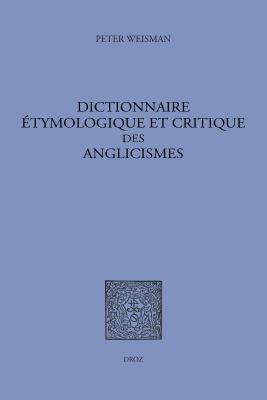 PETER WEISMAN
DICTIONNAIRE
ÉTYMOLOGIQUE ET CRITIQUE
DES
ANGLICISMES
DROZ